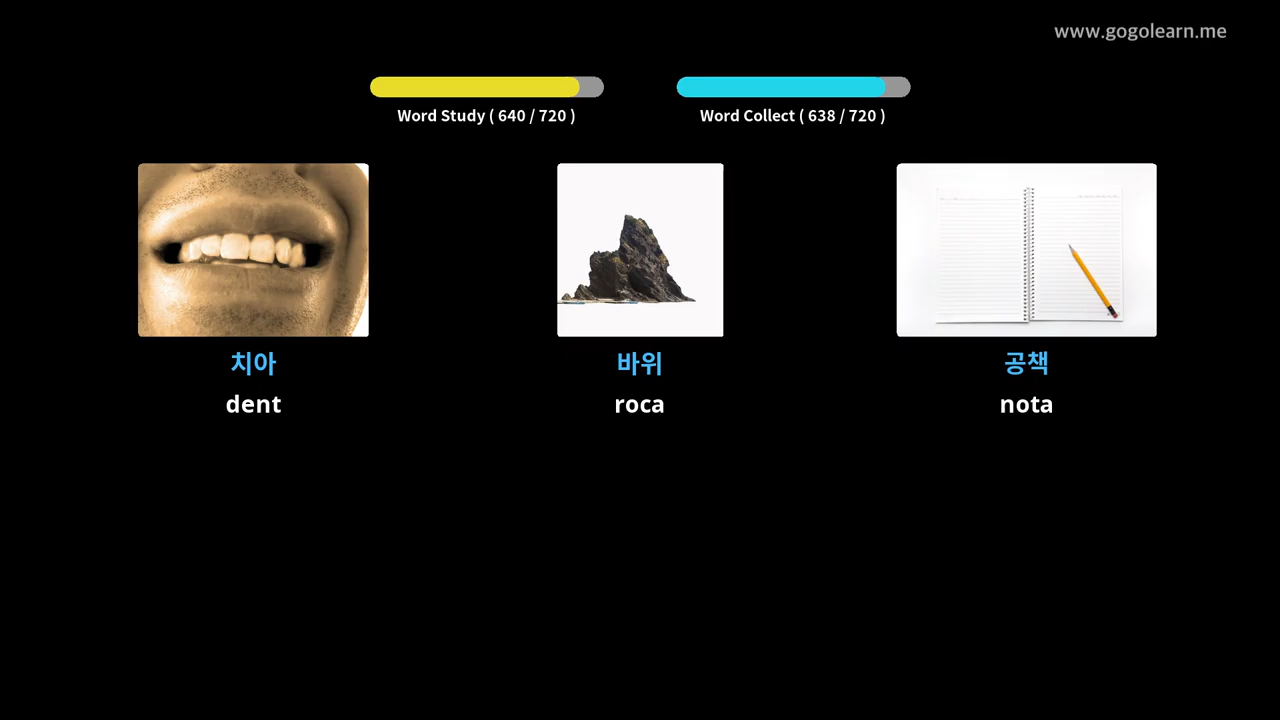 www.gogolearn.me
Word Study ( 640 / 720 )
Word Collect ( 638 / 720 )
치아
바위
공책
dent
roca
nota